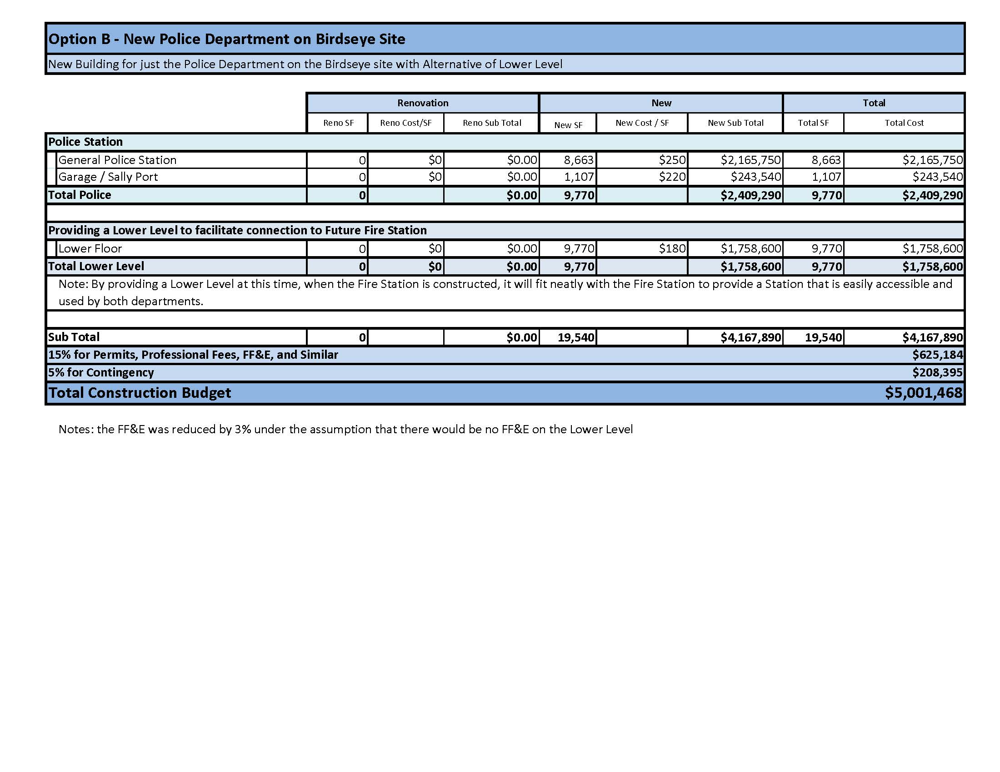 Option B - New Police Department on Birdseye Site
New Building for just the Police Department on the Birdseye site with Alternative of Lower Level
Renovation New Total
Reno SF Reno Cost/SF Reno Sub Total New SF New Cost / SF New Sub Total Total SF Total Cost
Police Station
General Police Station 0 $0 $0.00 8,663 $250 $2,165,750 8,663 $2,165,750
Garage / Sally Port 0 $0 $0.00 1,107 $220 $243,540 1,107 $243,540
Total Police 0 $0.00 9,770 $2,409,290 9,770 $2,409,290
Providing a Lower Level to facilitate connection to Future Fire Station
Lower Floor 0 $0 $0.00 9,770 $180 $1,758,600 9,770 $1,758,600
Total Lower Level 0 $0 $0.00 9,770 $1,758,600 9,770 $1,758,600
Note: By providing a Lower Level at this time, when the Fire Station is constructed, it will fit neatly with the Fire Station to provide a Station that is easily accessible and
used by both departments.
Sub Total 0 $0.00 19,540 $4,167,890 19,540 $4,167,890
15% for Permits, Professional Fees, FF&E, and Similar $625,184
5% for Contingency $208,395
Total Construction Budget $5,001,468
Notes: the FF&E was reduced by 3% under the assumption that there would be no FF&E on the Lower Level